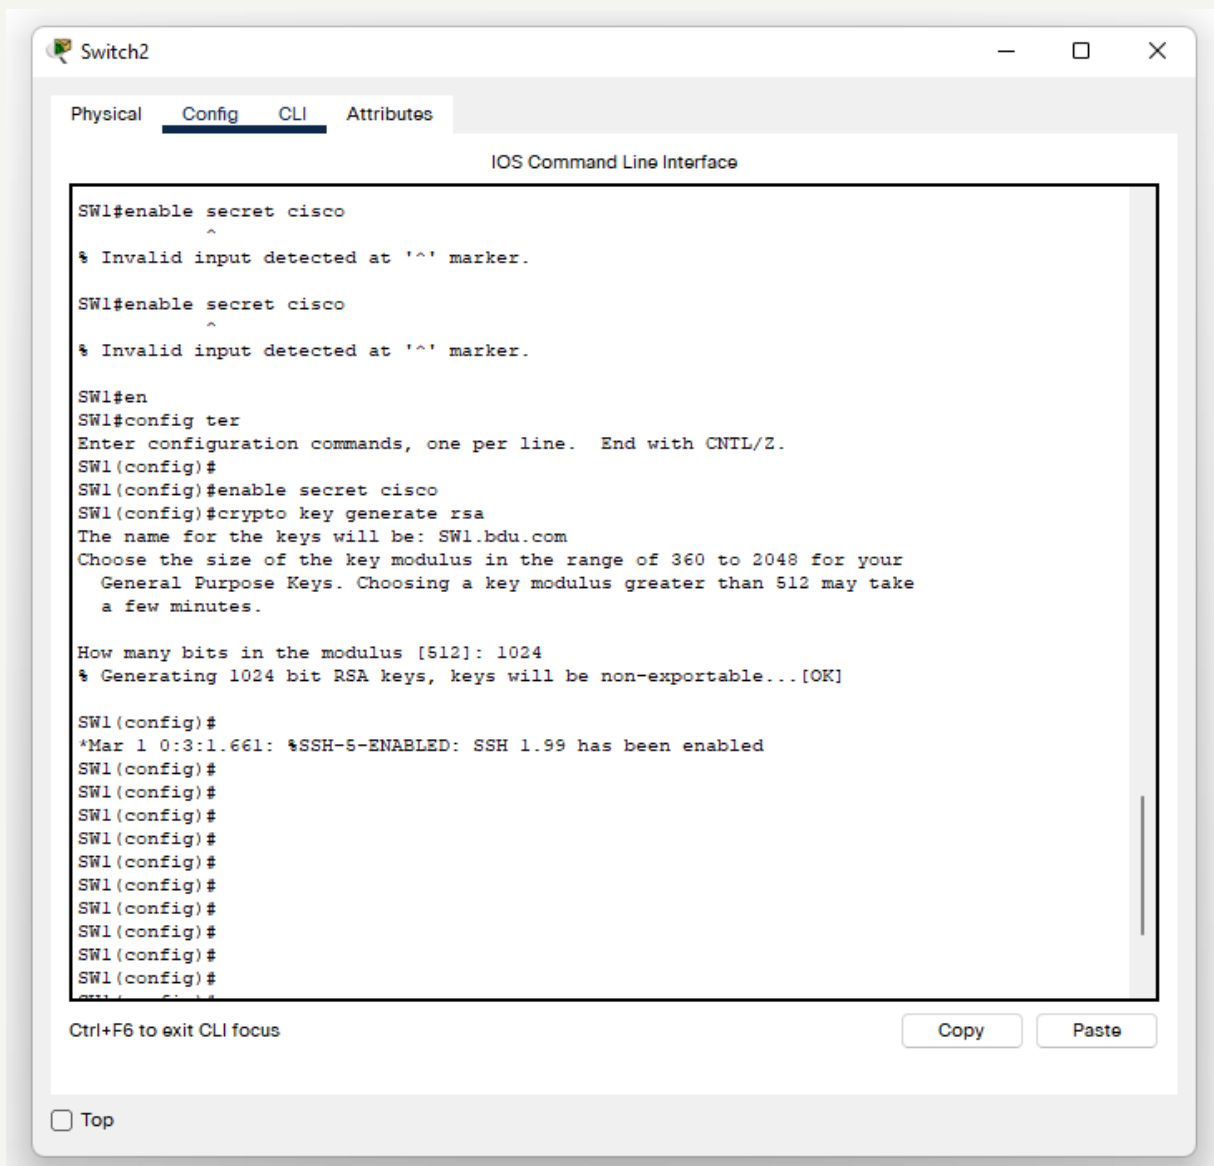 Switch2
Physical Config CLI Attributes
IOS Command Line Interface
SW1#enable secret cisco
^
% Invalid input detected at '^' marker.
SW1#enable secret cisco
^
% Invalid input detected at '^' marker.
SW1#en
SW1#config ter
Enter configuration commands, one per line.  End with CNTL/Z.
SW1(config)#
SW1(config)#enable secret cisco
SW1(config)#crypto key generate rsa
The name for the keys will be: SW1.bdu.com
Choose the size of the key modulus in the range of 360 to 2048 for your
General Purpose Keys. Choosing a key modulus greater than 512 may take
a few minutes.
How many bits in the modulus [512]: 1024
% Generating 1024 bit RSA keys, keys will be non-exportable...[OK]
SW1(config)#
*Mar 1 0:3:1.661: %SSH-5-ENABLED: SSH 1.99 has been enabled
SW1(config)#
SW1(config)#
SW1(config)#
SW1(config)#
SW1(config)#
SW1(config)#
SW1(config)#
SW1(config)#
SW1(config)#
SW1(config)#
Ctrl+F6 to exit CLI focus
Copy Paste
Top